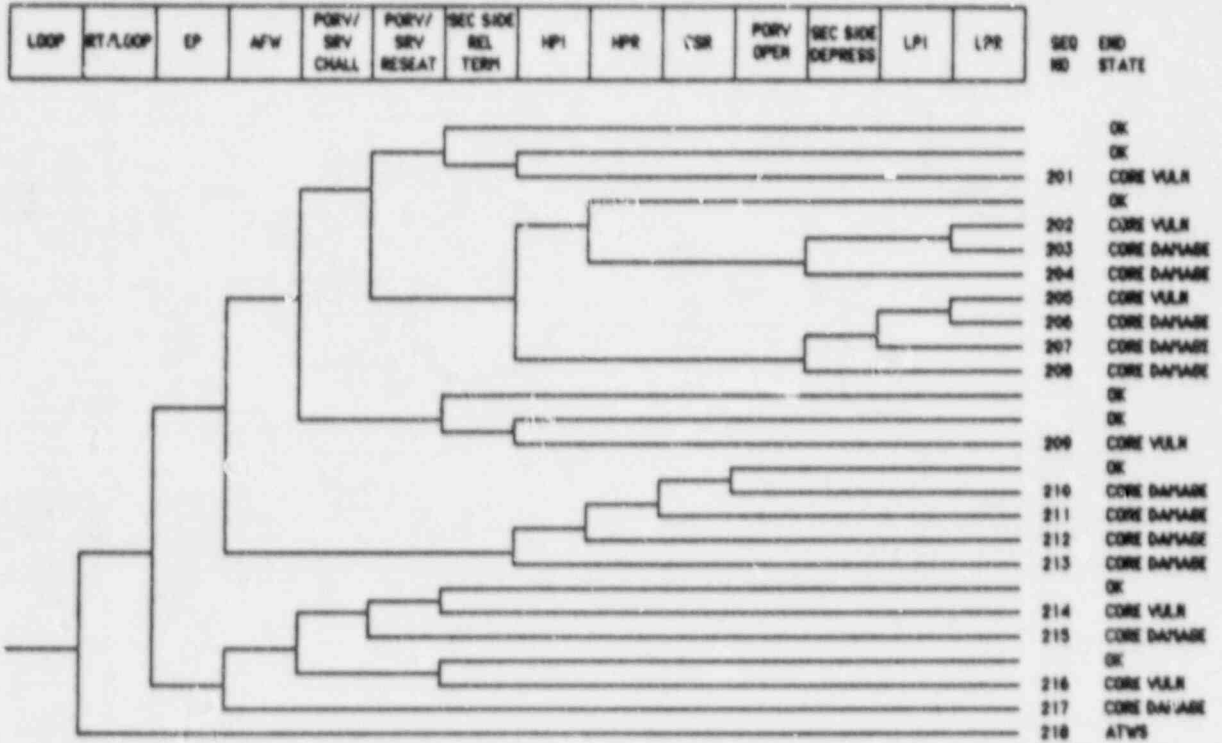 LOOP
RT/LOOP
EP
AFW
PORV/
SRV
CHALL
PORV/
SRV
RESEAT
SEC SIDE
REL
TERM
HPI
HPR
CSR
PORV
OPEN
SEC SIDE
DEPRESS
LPI
LPR
SEQ
NO
END
STATE
OK
OK
201 CORE VULN
OK
202 CORE VULN
203 CORE DAMAGE
204 CORE DAMAGE
205 CORE VULN
206 CORE DAMAGE
207 CORE DAMAGE
208 CORE DAMAGE
OK
OK
209 CORE VULN
OK
210 CORE DAMAGE
211 CORE DAMAGE
212 CORE DAMAGE
213 CORE DAMAGE
OK
214 CORE VULN
215 CORE DAMAGE
OK
216 CORE VULN
217 CORE DAMAGE
218 ATWS